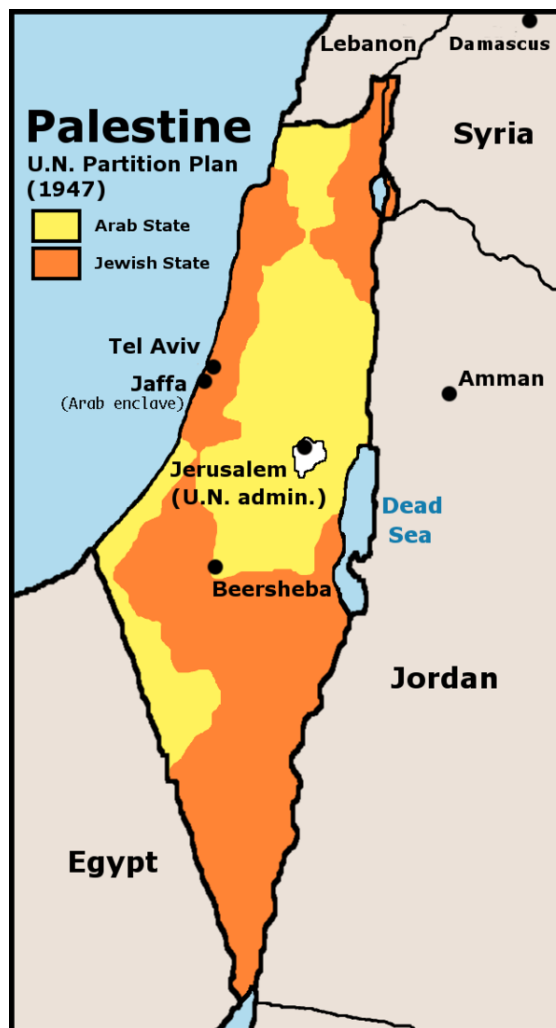 Lebanon
Damascus
Palestine
Syria
U.N. Partition Plan
(1947)
Arab State
Jewish State
Tel Aviv
Jaffa
(Arab enclave)
Amman
Jerusalem
(U.N. admin.)
Dead
Sea
Beersheba
Jordan
Egypt